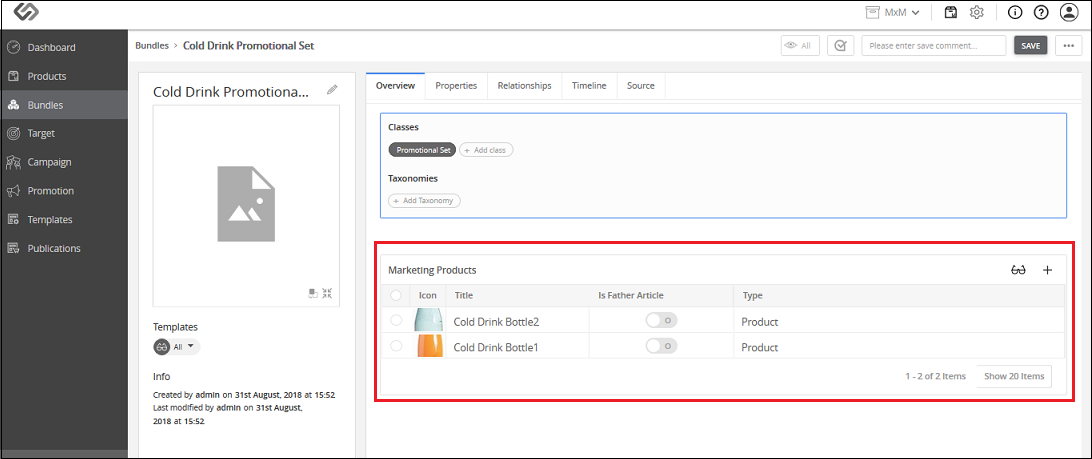 MxM
Dashboard
Products
Bundles
Target
Campaign
Promotion
Templates
Publications
Bundles > Cold Drink Promotional Set
All
Please enter save comment...
SAVE
Cold Drink Promotiona...
Templates
All
Info
Created by admin on 31st August, 2018 at 15:52
Last modified by admin on 31st August,
2018 at 15:52
Overview Properties Relationships Timeline Source
Classes
Promotional Set + Add class
Taxonomies
+ Add Taxonomy
Marketing Products
Icon Title Is Father Article Type
Cold Drink Bottle2 Product
Cold Drink Bottle1 Product
1 - 2 of 2 Items Show 20 Items